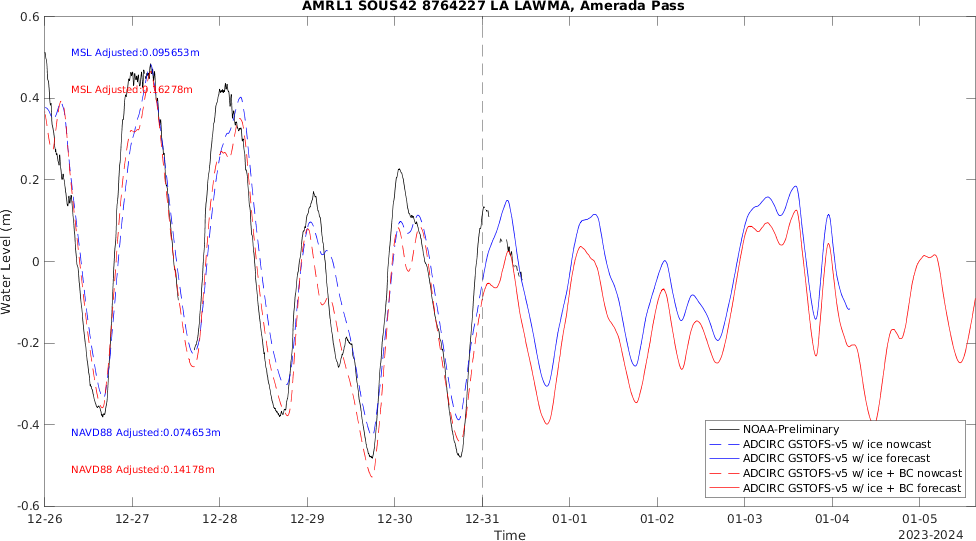 AMRL1 SOUS42 8764227 LA LAWMA, Amerada Pass
MSL Adjusted:0.095653m
MSL Adjusted:0.16278m
NAVD88 Adjusted:0.074653m
NAVD88 Adjusted:0.14178m
Water Level (m)
0.6
0.4
0.2
0
-0.2
-0.4
-0.6
NOAA-Preliminary
ADCIRC GSTOFS-v5 w/ ice nowcast
ADCIRC GSTOFS-v5 w/ ice forecast
ADCIRC GSTOFS-v5 w/ ice + BC nowcast
ADCIRC GSTOFS-v5 w/ ice + BC forecast
12-26 12-27 12-28 12-29 12-30 12-31 01-01 01-02 01-03 01-04 01-05
Time
2023-2024